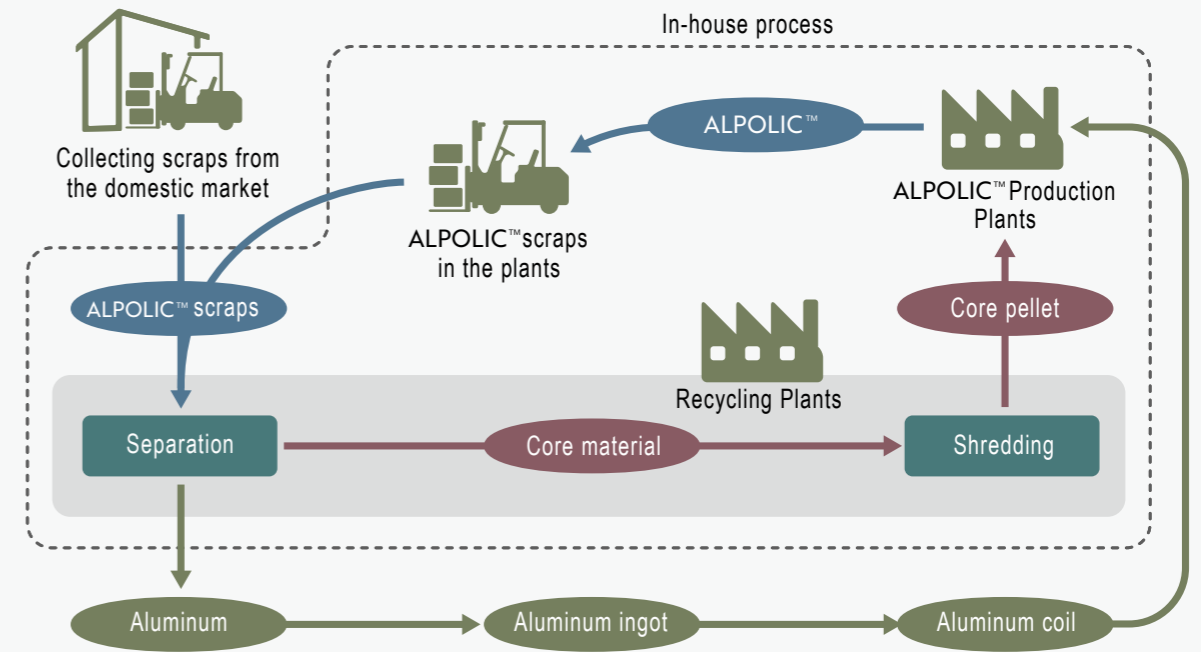 In-house process
Collecting scraps from
the domestic market
ALPOLIC™
ALPOLIC™ Production
Plants
ALPOLIC™scraps
in the plants
ALPOLIC™ scraps
Core pellet
Recycling Plants
Separation
Core material
Shredding
Aluminum
Aluminum ingot
Aluminum coil